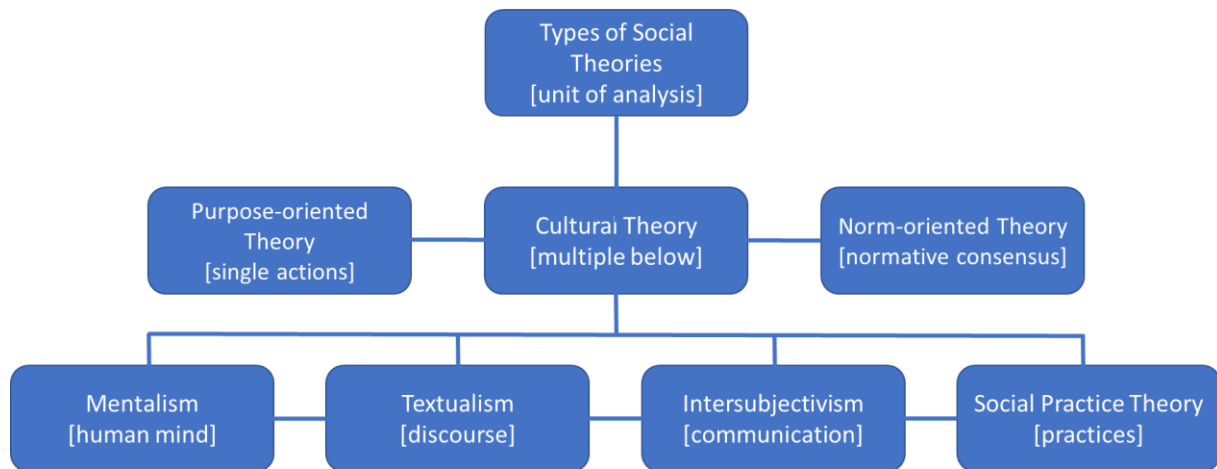 Types of Social
Theories
[unit of analysis]
Purpose-oriented
Theory
[single actions]
Cultural Theory
[multiple below]
Norm-oriented Theory
[normative consensus]
Mentalism
[human mind]
Textualism
[discourse]
Intersubjectivism
[communication]
Social Practice Theory
[practices]